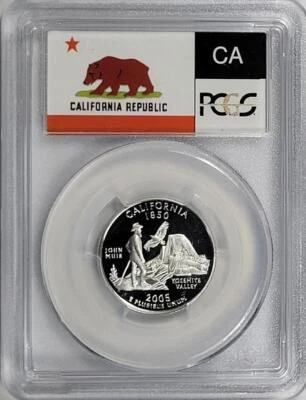 CA
CALIFORNIA REPUBLIC
PCGS
CALIFORNIA
1850
JOHN
MUIR
YOSEMITE
VALLEY
2005
E PLURIBUS UNUM